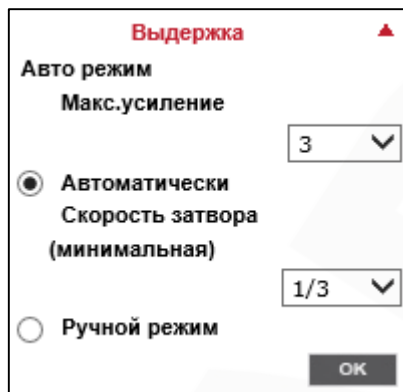 Выдержка
Авто режим
Макс.усиление
3
Автоматически
Скорость затвора
(минимальная)
1/3
Ручной режим
OK